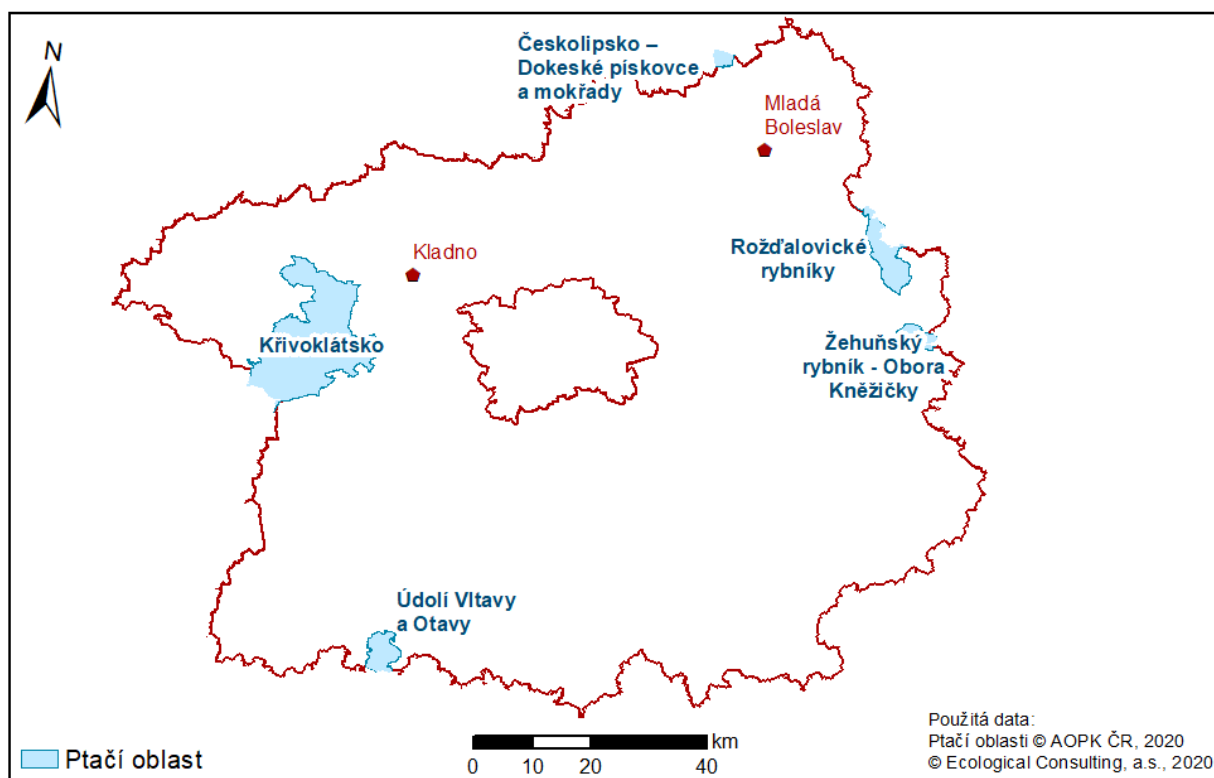 N
Českolipsko –
Dokeské pískovce
a mokřady
Mladá
Boleslav
Rožďalovické
rybníky
Kladno
Křivoklátsko
Žehuňský
rybník - Obora
Kněžičky
Údolí Vltavy
a Otavy
Ptačí oblast
km
0 10 20 40
Použitá data:
Ptačí oblasti © AOPK ČR, 2020
© Ecological Consulting, a.s., 2020